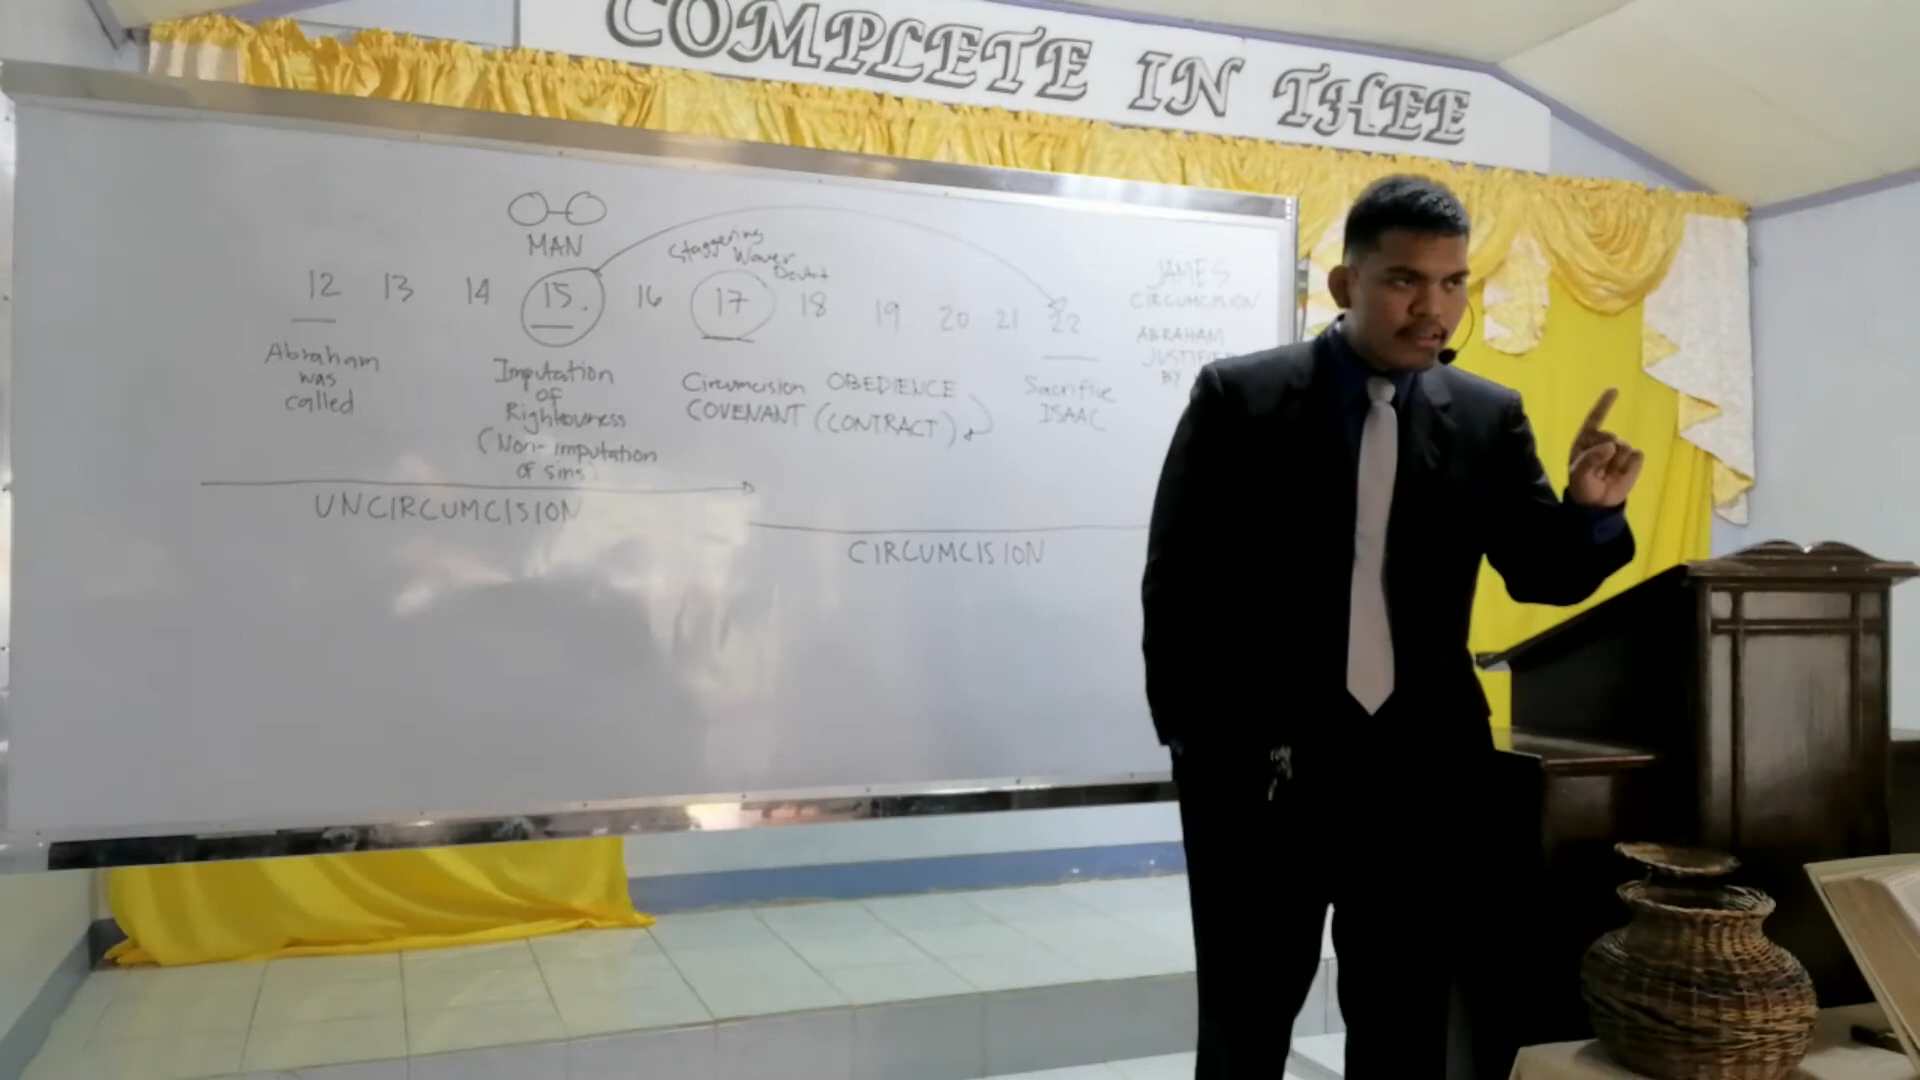 COMPLETE IN THEE
MAN
Staggering
Waver
Doubt
12 13 14 15. 16 17 18 19 20 21 22
Abraham
was
called
Imputation
of
Righteousness
(Non-imputation
of sins)
Circumcision OBEDIENCE
COVENANT (CONTRACT)
Sacrifice
ISAAC
JAMES
CIRCUMCISION
ABRAHAM
JUSTIFIED
BY
UNCIRCUMCISION
CIRCUMCISION